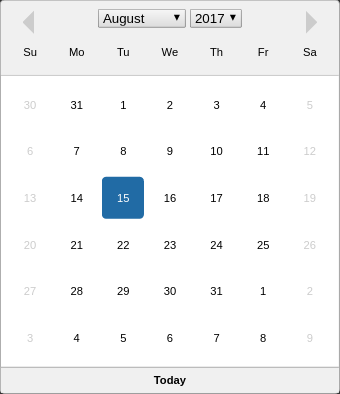 August 2017
Su Mo Tu We Th Fr Sa
30 31 1 2 3 4 5
6 7 8 9 10 11 12
13 14 15 16 17 18 19
20 21 22 23 24 25 26
27 28 29 30 31 1 2
3 4 5 6 7 8 9
Today